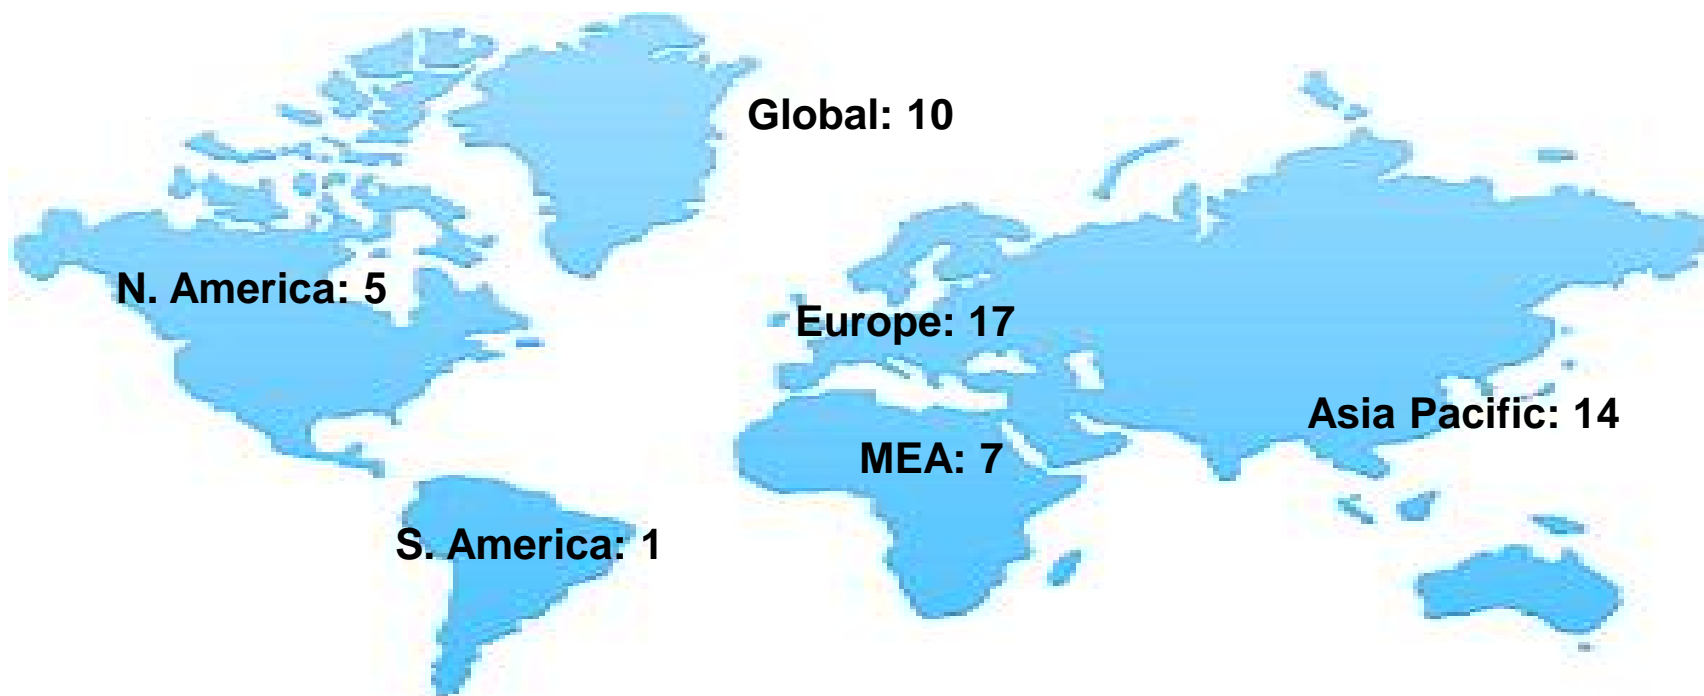 Global: 10
N. America: 5
Europe: 17
Asia Pacific: 14
MEA: 7
S. America: 1